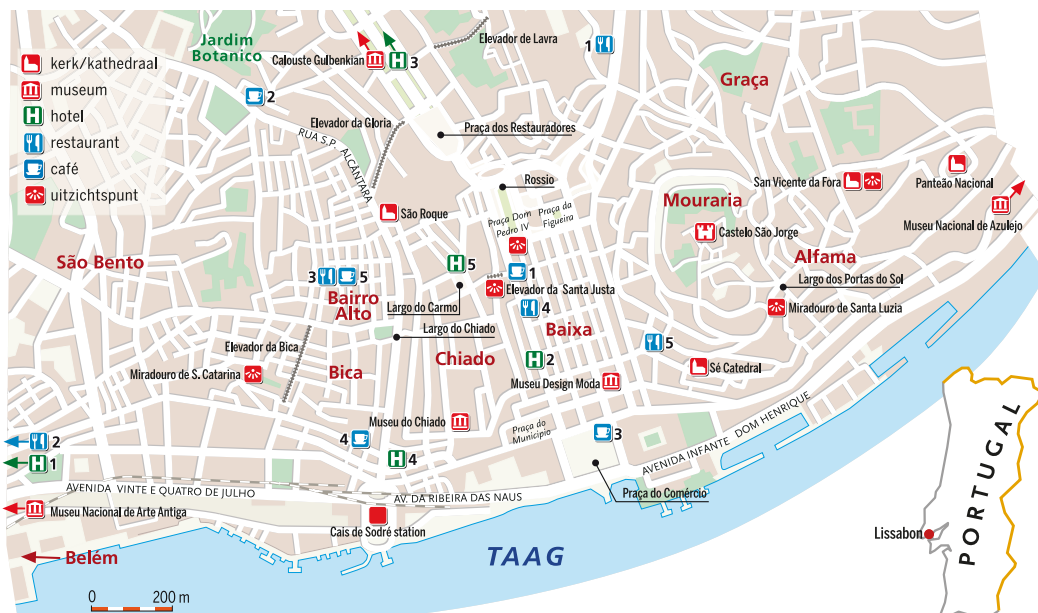 kerk/kathedraal
museum
hotel
restaurant
café
uitzichtspunt
Jardim
Botanico
Calouste Gulbenkian
H 3
Elevador de Lavra
1
Graça
2
Elevador da Gloria
RUA S.P. ALCÂNTARA
Praça dos Restauradores
Rossio
San Vicente da Fora
Panteão Nacional
Mouraria
Museu Nacional de Azulejo
São Roque
Praça Dom
Pedro IV
Praça da
Figueira
Castelo São Jorge
São Bento
Alfama
3
5
H 5
1
Largo dos Portas do Sol
Elevador da Santa Justa
Bairro
Alto
Largo do Carmo
4
Miradouro de Santa Luzia
Largo do Chiado
Baixa
Elevador da Bica
Chiado
5
H 2
Miradouro de S. Catarina
Bica
Sé Catedral
Museu Design Moda
Museu do Chiado
Praça do
Municipio
2
4
3
H 1
H 4
AVENIDA INFANTE DOM HENRIQUE
AVENIDA VINTE E QUATRO DE JULHO
AV. DA RIBEIRA DAS NAUS
Praça do Comércio
Museu Nacional de Arte Antiga
Cais de Sodré station
Belém
TAAG
PORTUGAL
Lissabon
0 200 m